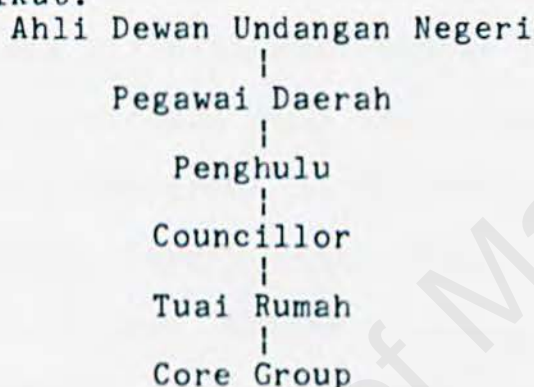 Ahli Dewan Undangan Negeri
Pegawai Daerah
Penghulu
Councillor
Tuai Rumah
Core Group